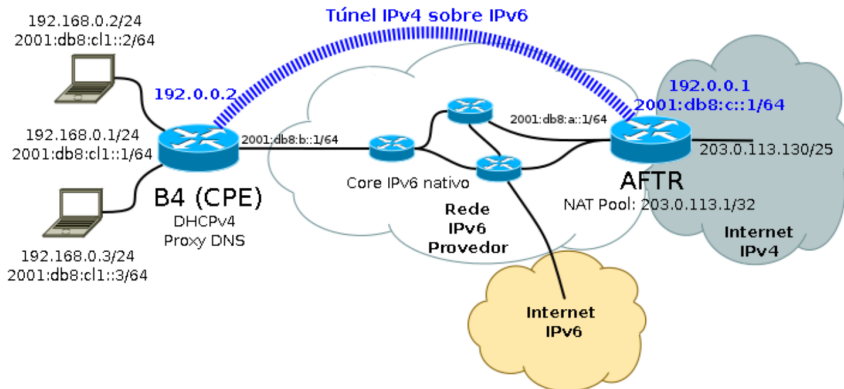 Túnel IPv4 sobre IPv6
192.168.0.2/24
2001:db8:cl1::2/64
192.0.0.2
192.0.0.1
2001:db8:c::1/64
192.168.0.1/24
2001:db8:cl1::1/64
2001:db8:b::1/64
2001:db8:a::1/64
203.0.113.130/25
B4 (CPE)
DHCPv4
Proxy DNS
Core IPv6 nativo
AFTR
NAT Pool: 203.0.113.1/32
Rede
IPv6
Provedor
Internet
IPv4
192.168.0.3/24
2001:db8:cl1::3/64
Internet
IPv6